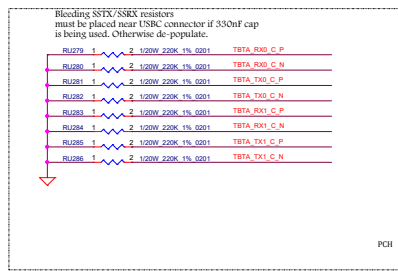 Bleeding SSTX/SSRX resistors
must be placed near USBC connector if 330nF cap
is being used. Otherwise de-populate.
RU279 1 2 1/20W_220K_1%_0201 TBTA_RX0_C_P
RU280 1 2 1/20W_220K_1%_0201 TBTA_RX0_C_N
RU281 1 2 1/20W_220K_1%_0201 TBTA_TX0_C_P
RU282 1 2 1/20W_220K_1%_0201 TBTA_TX0_C_N
RU283 1 2 1/20W_220K_1%_0201 TBTA_RX1_C_P
RU284 1 2 1/20W_220K_1%_0201 TBTA_RX1_C_N
RU285 1 2 1/20W_220K_1%_0201 TBTA_TX1_C_P
RU286 1 2 1/20W_220K_1%_0201 TBTA_TX1_C_N
PCH